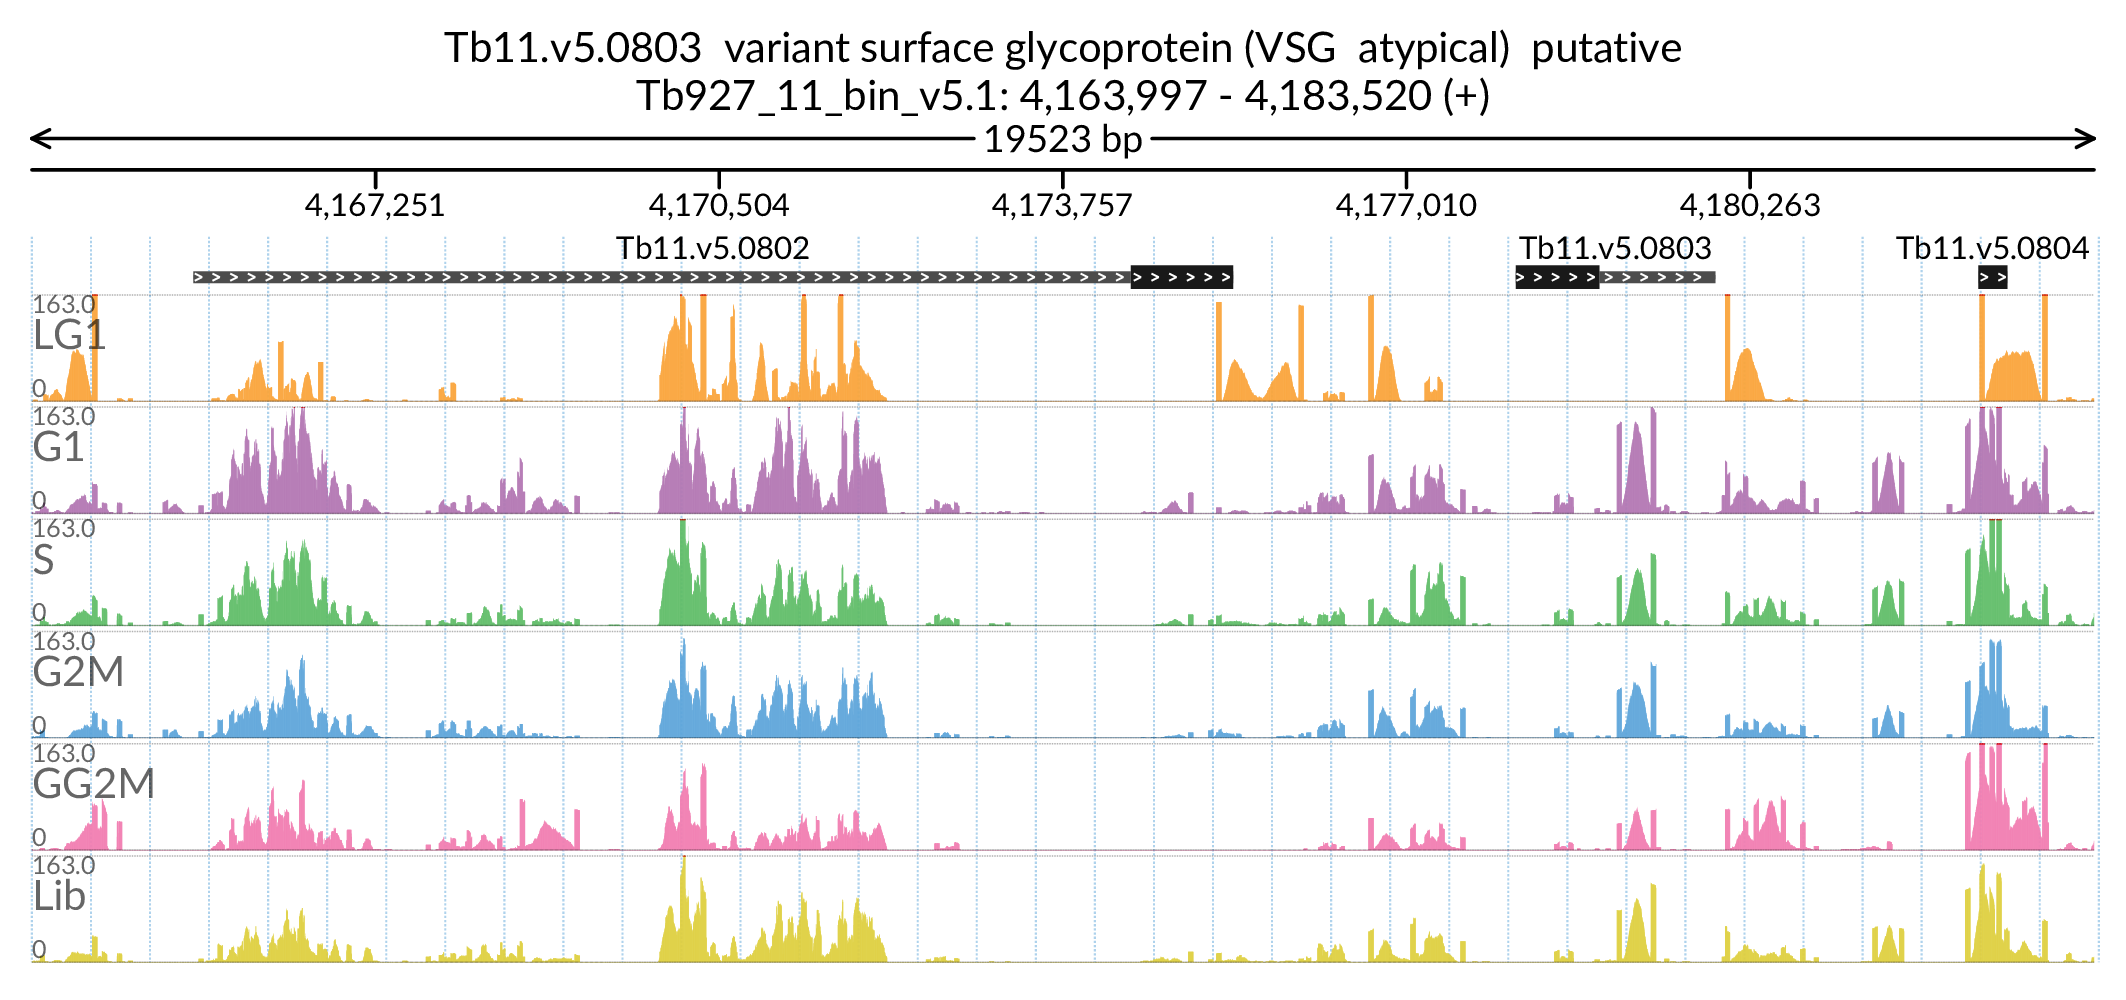 Tb11.v5.0803  variant surface glycoprotein (VSG  atypical)  putative
Tb927_11_bin_v5.1: 4,163,997 - 4,183,520 (+)
19523 bp
4,167,251 4,170,504 4,173,757 4,177,010 4,180,263
Tb11.v5.0802 Tb11.v5.0803 Tb11.v5.0804
163.0
LG1
0
163.0
G1
0
163.0
S
0
163.0
G2M
0
163.0
GG2M
0
163.0
Lib
0